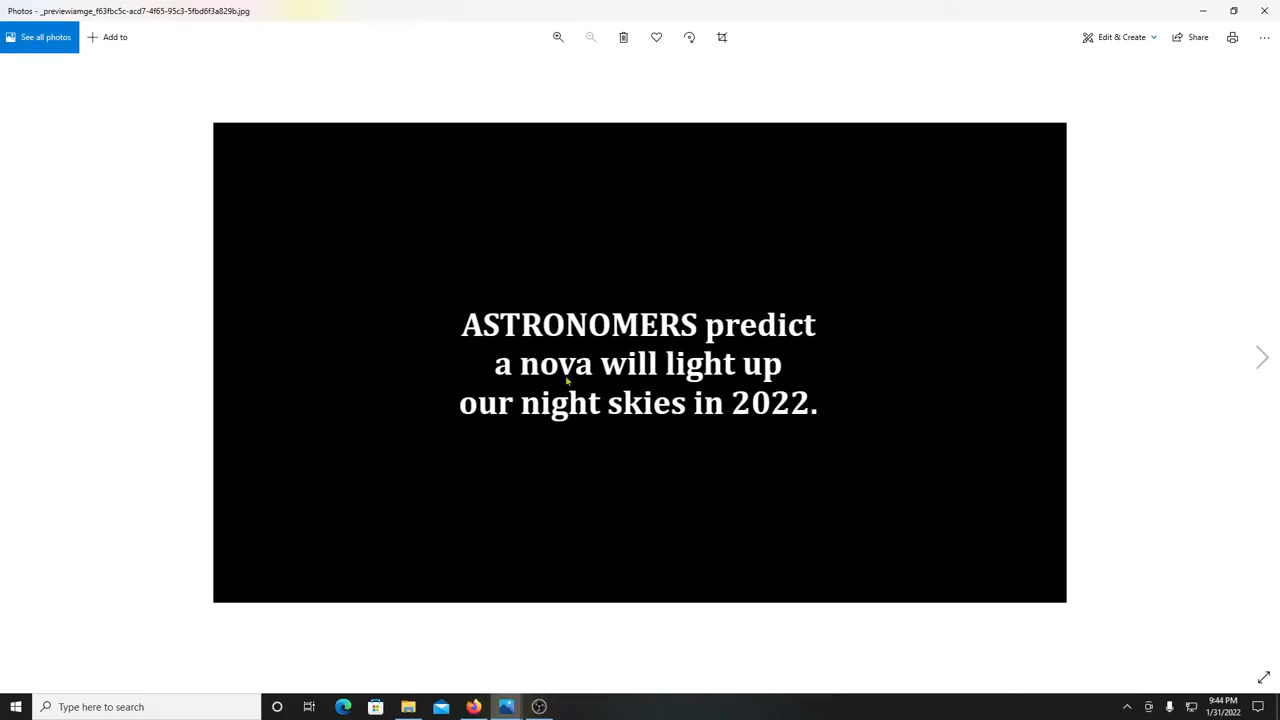 Photos - _previewiamge_f63fbc5c-acd7-4f65-95c3-5fbd6f3a829b.jpg
See all photos
Add to
Edit & Create
Share
ASTRONOMERS predict
a nova will light up
our night skies in 2022.
Type here to search
9:44 PM
1/31/2022